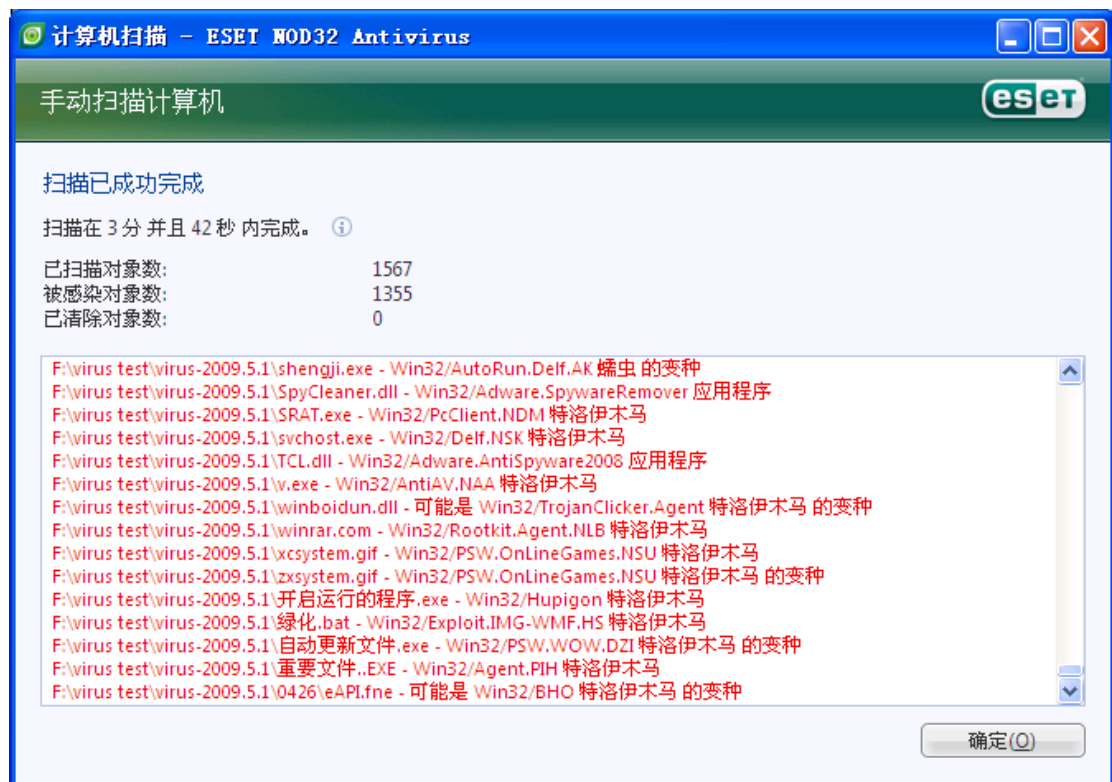 计算机扫描 - ESET NOD32 Antivirus
手动扫描计算机
eset
扫描已成功完成
扫描在 3 分 并且 42 秒 内完成。
已扫描对象数: 1567
被感染对象数: 1355
已清除对象数: 0
F:\virus test\virus-2009.5.1\shengji.exe - Win32/AutoRun.Delf.AK 蠕虫 的变种
F:\virus test\virus-2009.5.1\SpyCleaner.dll - Win32/Adware.SpywareRemover 应用程序
F:\virus test\virus-2009.5.1\SRAT.exe - Win32/PcClient.NDM 特洛伊木马
F:\virus test\virus-2009.5.1\svchost.exe - Win32/Delf.NSK 特洛伊木马
F:\virus test\virus-2009.5.1\TCL.dll - Win32/Adware.AntiSpyware2008 应用程序
F:\virus test\virus-2009.5.1\v.exe - Win32/AntiAV.NAA 特洛伊木马
F:\virus test\virus-2009.5.1\winboidun.dll - 可能是 Win32/TrojanClicker.Agent 特洛伊木马 的变种
F:\virus test\virus-2009.5.1\winrar.com - Win32/Rootkit.Agent.NLB 特洛伊木马
F:\virus test\virus-2009.5.1\xcsystem.gif - Win32/PSW.OnLineGames.NSU 特洛伊木马
F:\virus test\virus-2009.5.1\zxsystem.gif - Win32/PSW.OnLineGames.NSU 特洛伊木马 的变种
F:\virus test\virus-2009.5.1\开启运行的程序.exe - Win32/Hupigon 特洛伊木马
F:\virus test\virus-2009.5.1\绿化.bat - Win32/Exploit.IMG-WMF.HS 特洛伊木马
F:\virus test\virus-2009.5.1\自动更新文件.exe - Win32/PSW.WOW.DZI 特洛伊木马 的变种
F:\virus test\virus-2009.5.1\重要文件..EXE - Win32/Agent.PIH 特洛伊木马
F:\virus test\virus-2009.5.1\0426\eAPI.fne - 可能是 Win32/BHO 特洛伊木马 的变种
确定(O)